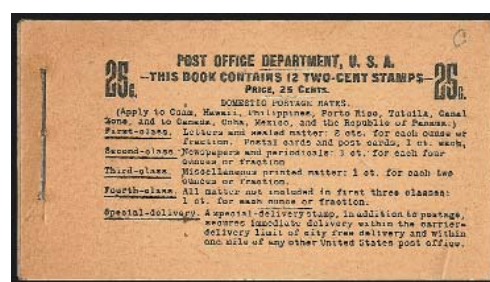 POST OFFICE DEPARTMENT, U. S. A.
25c. —THIS BOOK CONTAINS 12 TWO-CENT STAMPS— 25c.
PRICE, 25 CENTS.
DOMESTIC POSTAGE RATES.
(Apply to Guam, Hawaii, Philippines, Porto Rico, Tutuila, Canal
Zone, and to Canada, Cuba, Mexico, and the Republic of Panama.)
First-class. Letters and sealed matter: 2 cts. for each ounce or
fraction. Postal cards and post cards, 1 ct. each,
Second-class. Newspapers and periodicals: 1 ct. for each four
ounces or fraction
Third-class. Miscellaneous printed matter: 1 ct. for each two
ounces or fraction.
Fourth-class. All matter not included in first three classes:
1 ct. for each ounce or fraction.
Special-delivery. A special-delivery stamp, in addition to postage,
secures immediate delivery within the carrier-
delivery limit of city free delivery and within
one mile of any other United States post office.